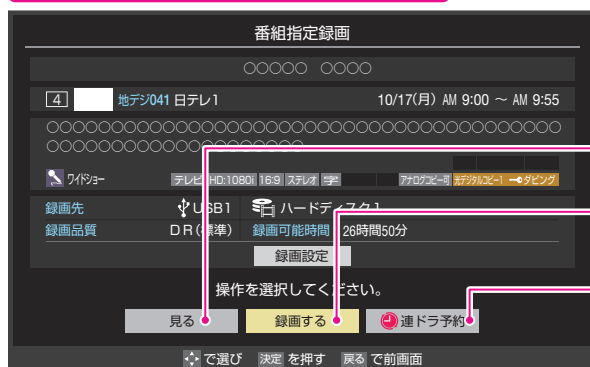 番組指定録画
○○○○○ ○○○○
4 地デジ041 日テレ1 10/17(月) AM 9:00 ～ AM 9:55
○○○○○○○○○○○○○○○○○○○○○○○○○○○○○○○○○○○○○○○○
○○○○○○○○○○○○○○○○○○○○
ワイドショー テレビ HD:1080i 16:9 ステレオ 字 アナログコピー可 光デジタルコピー1 ダビング
録画先 USB1 ハードディスク1
録画品質 DR(標準) 録画可能時間 26時間50分
録画設定
操作を選択してください。
見る 録画する 連ドラ予約
で選び 決定 を押す 戻る で前画面